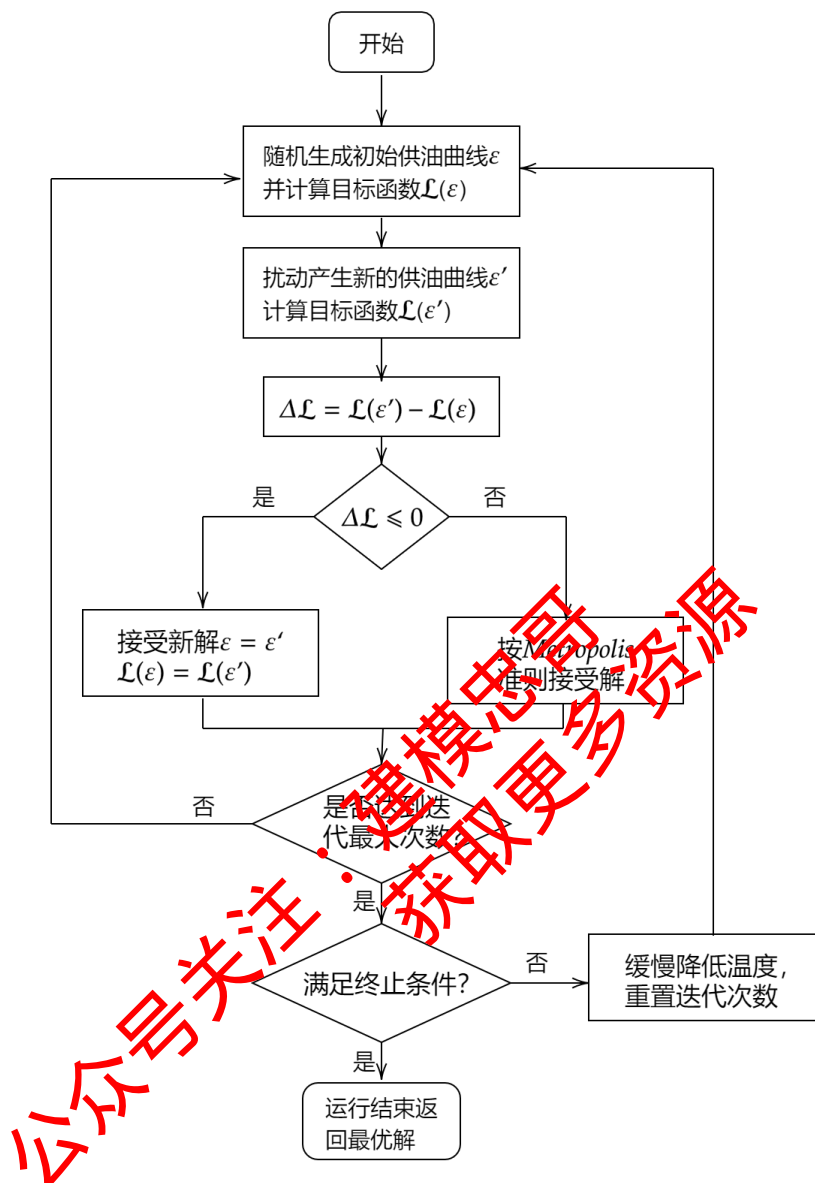 开始
随机生成初始供油曲线ε
并计算目标函数𝕷(ε)
扰动产生新的供油曲线ε′
计算目标函数𝕷(ε′)
Δ𝕷 = 𝕷(ε′) − 𝕷(ε)
是
否
Δ𝕷 ⩽ 0
接受新解ε = ε‘
𝕷(ε) = 𝕷(ε′)
按Metropolis
准则接受解
否
是否达到迭
代最大次数?
是
满足终止条件?
否
缓慢降低温度,
重置迭代次数
是
运行结束返
回最优解
公众号关注:建模忠哥
获取更多资源